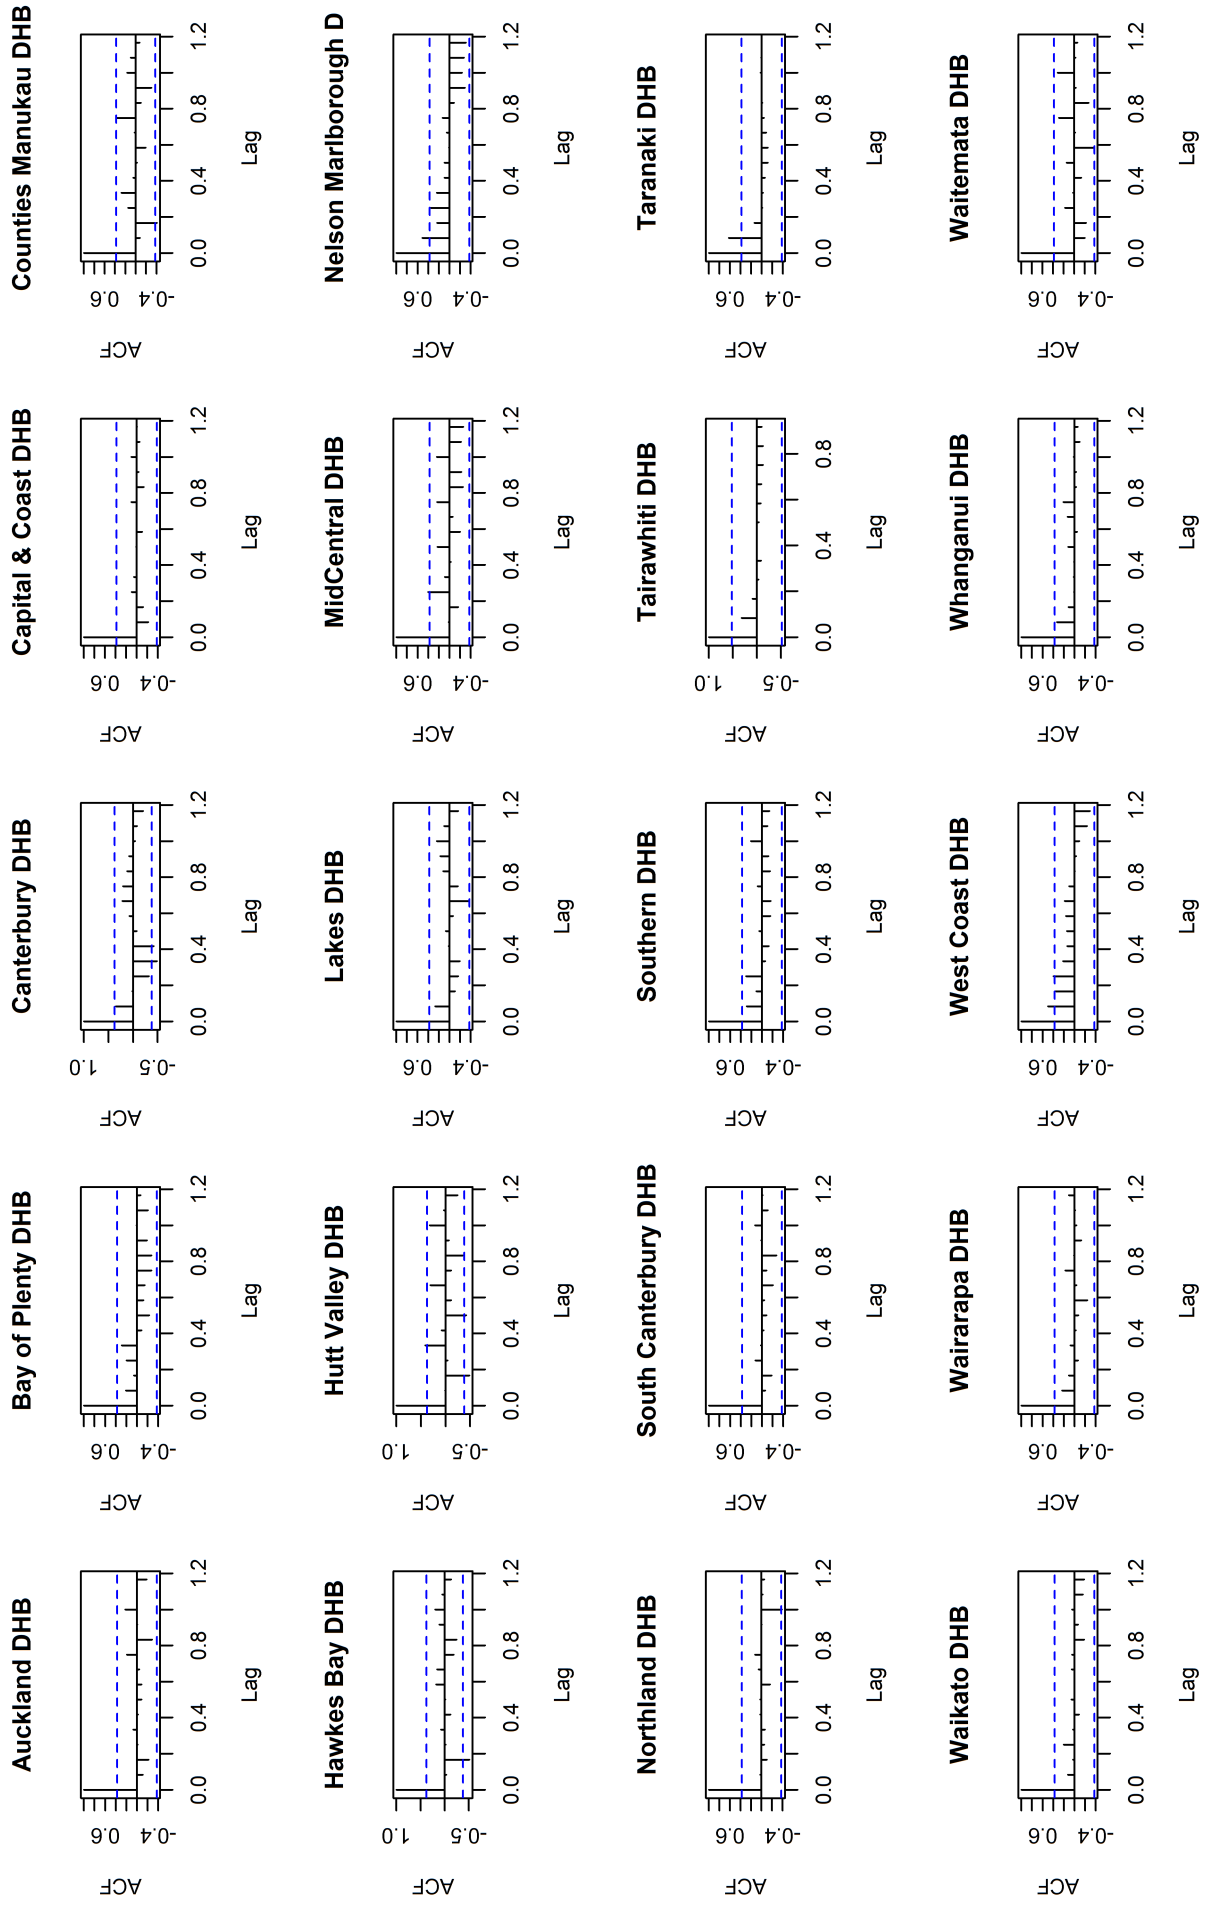 Auckland DHB
ACF
0.6
-0.4
0.0 0.4 0.8 1.2
Lag
Bay of Plenty DHB
ACF
0.6
-0.4
0.0 0.4 0.8 1.2
Lag
Canterbury DHB
ACF
1.0
-0.5
0.0 0.4 0.8 1.2
Lag
Capital & Coast DHB
ACF
0.6
-0.4
0.0 0.4 0.8 1.2
Lag
Counties Manukau DHB
ACF
0.6
-0.4
0.0 0.4 0.8 1.2
Lag
Hawkes Bay DHB
ACF
1.0
-0.5
0.0 0.4 0.8 1.2
Lag
Hutt Valley DHB
ACF
1.0
-0.5
0.0 0.4 0.8 1.2
Lag
Lakes DHB
ACF
0.6
-0.4
0.0 0.4 0.8 1.2
Lag
MidCentral DHB
ACF
0.6
-0.4
0.0 0.4 0.8 1.2
Lag
Nelson Marlborough D
ACF
0.6
-0.4
0.0 0.4 0.8 1.2
Lag
Northland DHB
ACF
0.6
-0.4
0.0 0.4 0.8 1.2
Lag
South Canterbury DHB
ACF
0.6
-0.4
0.0 0.4 0.8 1.2
Lag
Southern DHB
ACF
0.6
-0.4
0.0 0.4 0.8 1.2
Lag
Tairawhiti DHB
ACF
1.0
-0.5
0.0 0.4 0.8
Lag
Taranaki DHB
ACF
0.6
-0.4
0.0 0.4 0.8 1.2
Lag
Waikato DHB
ACF
0.6
-0.4
0.0 0.4 0.8 1.2
Lag
Wairarapa DHB
ACF
0.6
-0.4
0.0 0.4 0.8 1.2
Lag
West Coast DHB
ACF
0.6
-0.4
0.0 0.4 0.8 1.2
Lag
Whanganui DHB
ACF
0.6
-0.4
0.0 0.4 0.8 1.2
Lag
Waitemata DHB
ACF
0.6
-0.4
0.0 0.4 0.8 1.2
Lag